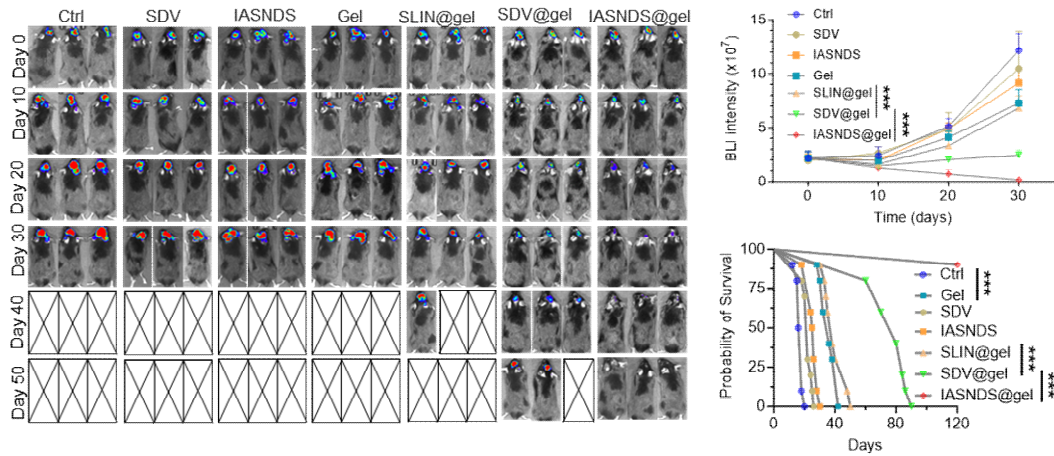 Ctrl SDV IASNDS Gel SLIN@gel SDV@gel IASNDS@gel
Day 0
Day 10
Day 20
Day 30
Day 40
Day 50
BLI Intensity (x10⁷)
15
10
5
0
0 10 20 30
Time (days)
Ctrl
SDV
IASNDS
Gel
SLIN@gel
SDV@gel
IASNDS@gel
***
***
Probability of Survival
100
75
50
25
0
0 40 80 120
Days
Ctrl
Gel
SDV
IASNDS
SLIN@gel
SDV@gel
IASNDS@gel
***
***
***